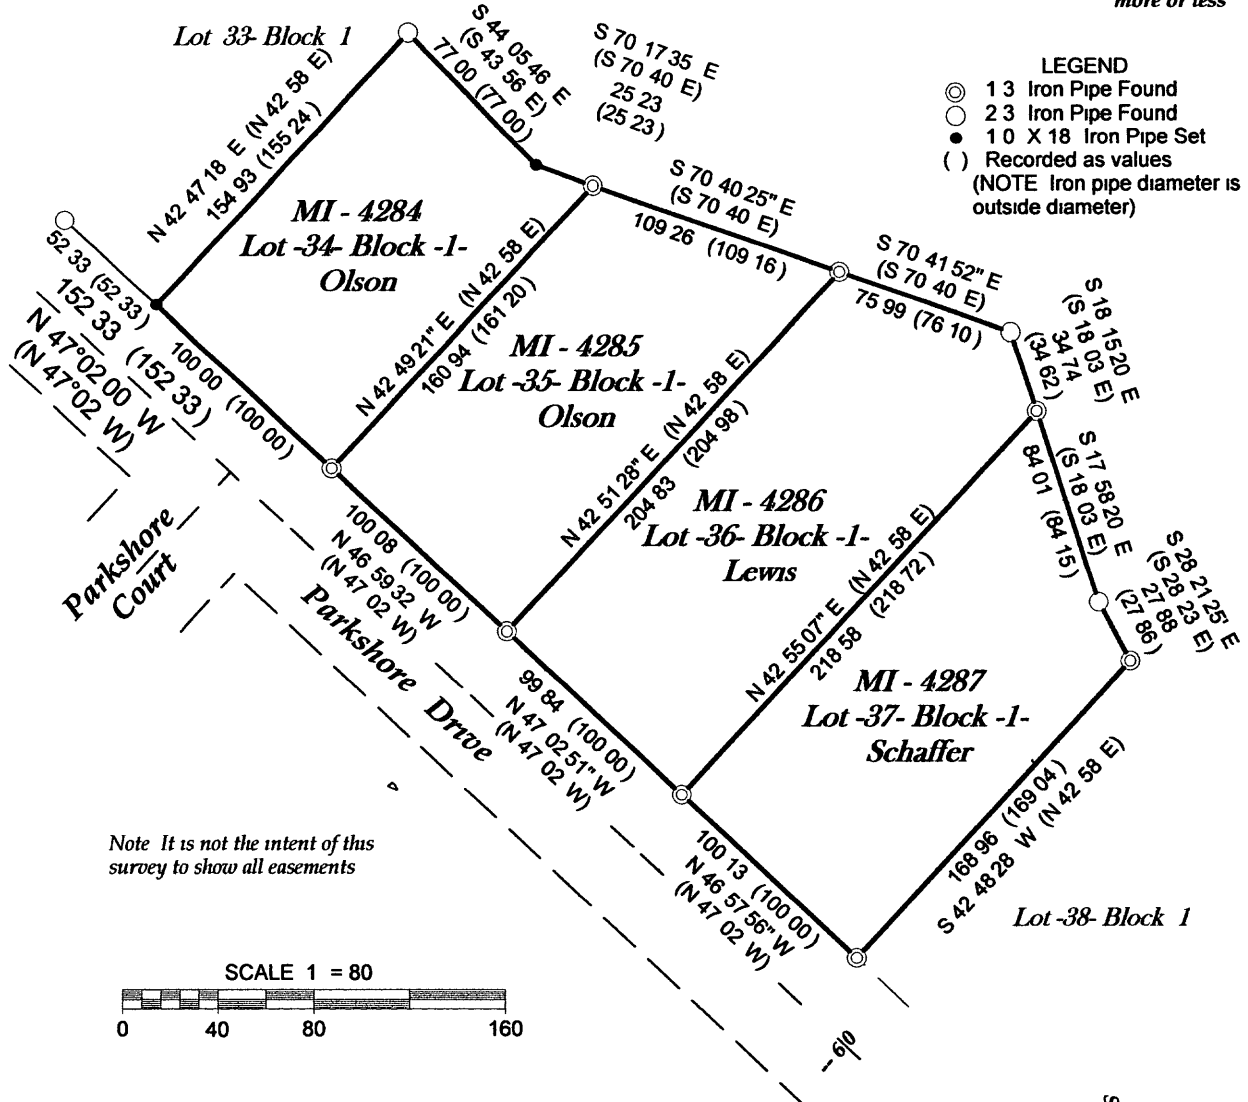 more or less
LEGEND
1 3 Iron Pipe Found
2 3 Iron Pipe Found
1 0 X 18 Iron Pipe Set
( ) Recorded as values
(NOTE Iron pipe diameter is
outside diameter)
Lot 33- Block 1
S 44 05 46 E
(S 43 56 E)
77 00 (77 00)
S 70 17 35 E
(S 70 40 E)
25 23
(25 23 )
N 42 47 18 E (N 42 58 E)
154 93 (155 24)
MI - 4284
Lot -34- Block -1-
Olson
S 70 40 25" E
(S 70 40 E)
109 26 (109 16)
S 70 41 52" E
(S 70 40 E)
75 99 (76 10)
S 18 15 20 E
(S 18 03 E)
34 74
(34 62)
52 33 (52 33)
152 33 (152 33)
N 47°02 00 W
(N 47°02 W)
100 00 (100 00)
N 42 49 21" E (N 42 58 E)
160 94 (161 20)
MI - 4285
Lot -35- Block -1-
Olson
N 42 51 28" E (N 42 58 E)
204 83 (204 98)
MI - 4286
Lot -36- Block -1-
Lewis
S 17 58 20 E
(S 18 03 E)
84 01 (84 15)
S 28 21 25' E
(S 28 23 E)
27 88
(27 86)
Parkshore
Court
100 08 (100 00)
N 46 59 32 W
(N 47 02 W)
Parkshore Drive
N 42 55 07" E (N 42 58 E)
218 58 (218 72)
MI - 4287
Lot -37- Block -1-
Schaffer
99 84 (100 00)
N 47 02 51" W
(N 47 02 W)
168 96 (169 04)
S 42 48 28 W (N 42 58 E)
100 13 (100 00)
N 46 57 56" W
(N 47 02 W)
Lot -38- Block 1
Note It is not the intent of this
survey to show all easements
SCALE 1 = 80
0 40 80 160